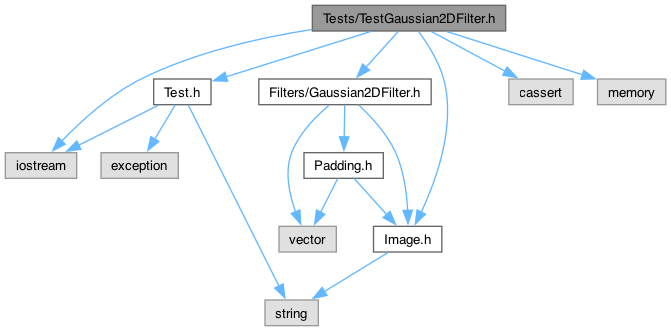 Tests/TestGaussian2DFilter.h
Test.h
Filters/Gaussian2DFilter.h
cassert
memory
iostream
exception
Padding.h
vector
Image.h
string